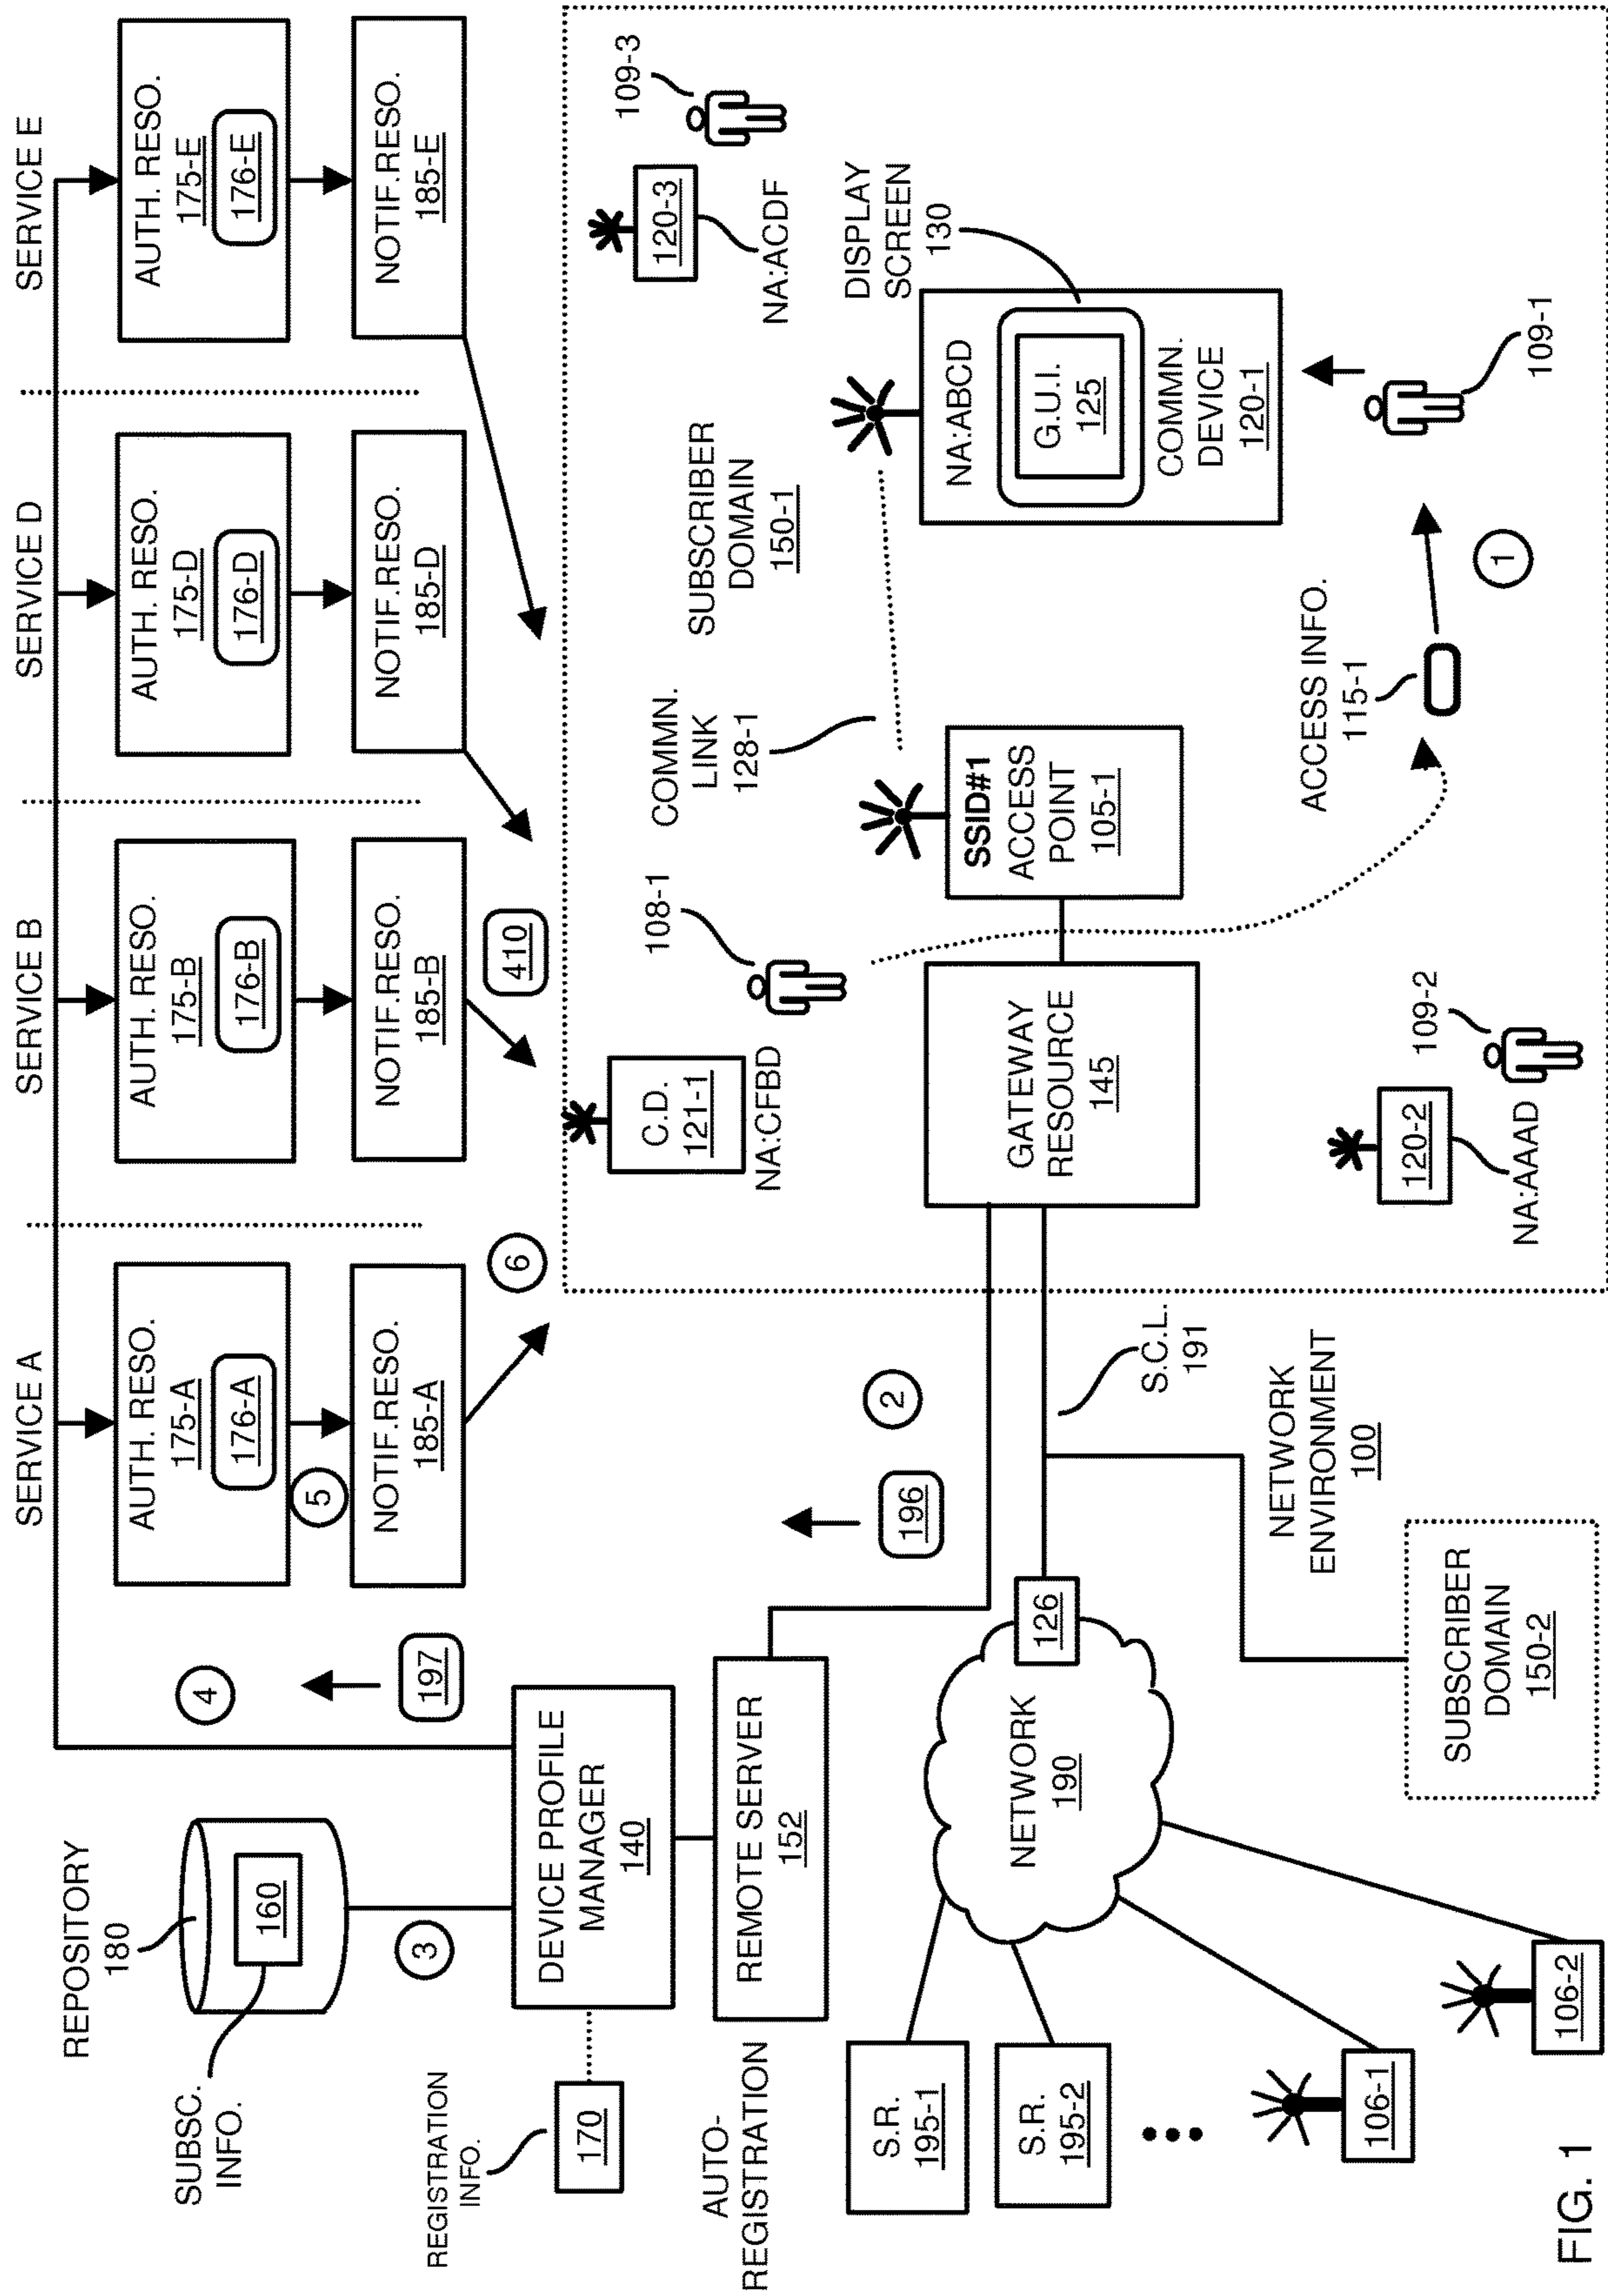 SERVICE A
SERVICE B
SERVICE D
SERVICE E
REPOSITORY
180
160
SUBSC.
INFO.
4
197
3
5
6
AUTH. RESO.
175-A
176-A
NOTIF.RESO.
185-A
AUTH. RESO.
175-B
176-B
NOTIF.RESO.
185-B
410
AUTH. RESO.
175-D
176-D
NOTIF.RESO.
185-D
AUTH. RESO.
175-E
176-E
NOTIF.RESO.
185-E
REGISTRATION
INFO.
170
DEVICE PROFILE
MANAGER
140
AUTO-
REGISTRATION
REMOTE SERVER
152
196
2
C.D.
121-1
NA:CFBD
108-1
COMMN.
LINK
128-1
SUBSCRIBER
DOMAIN
150-1
120-3
NA:ACDF
109-3
DISPLAY
SCREEN
130
S.R.
195-1
S.R.
195-2
106-1
106-2
NETWORK
190
126
S.C.L.
191
NETWORK
ENVIRONMENT
100
SUBSCRIBER
DOMAIN
150-2
GATEWAY
RESOURCE
145
SSID#1
ACCESS
POINT
105-1
NA:ABCD
G.U.I.
125
COMMN.
DEVICE
120-1
120-2
NA:AAAD
109-2
ACCESS INFO.
115-1
1
109-1
FIG. 1